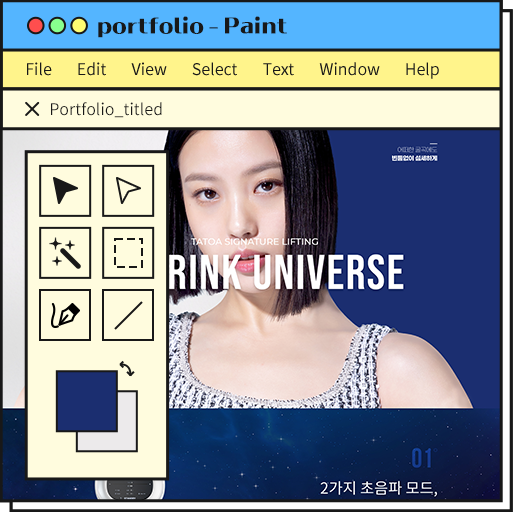 portfolio - Paint
File Edit View Select Text Window Help
Portfolio_titled
어떠한 굴곡에도
빈틈없이 섬세하게
TATOA SIGNATURE LIFTING
RINK UNIVERSE
01
2가지 초음파 모드,